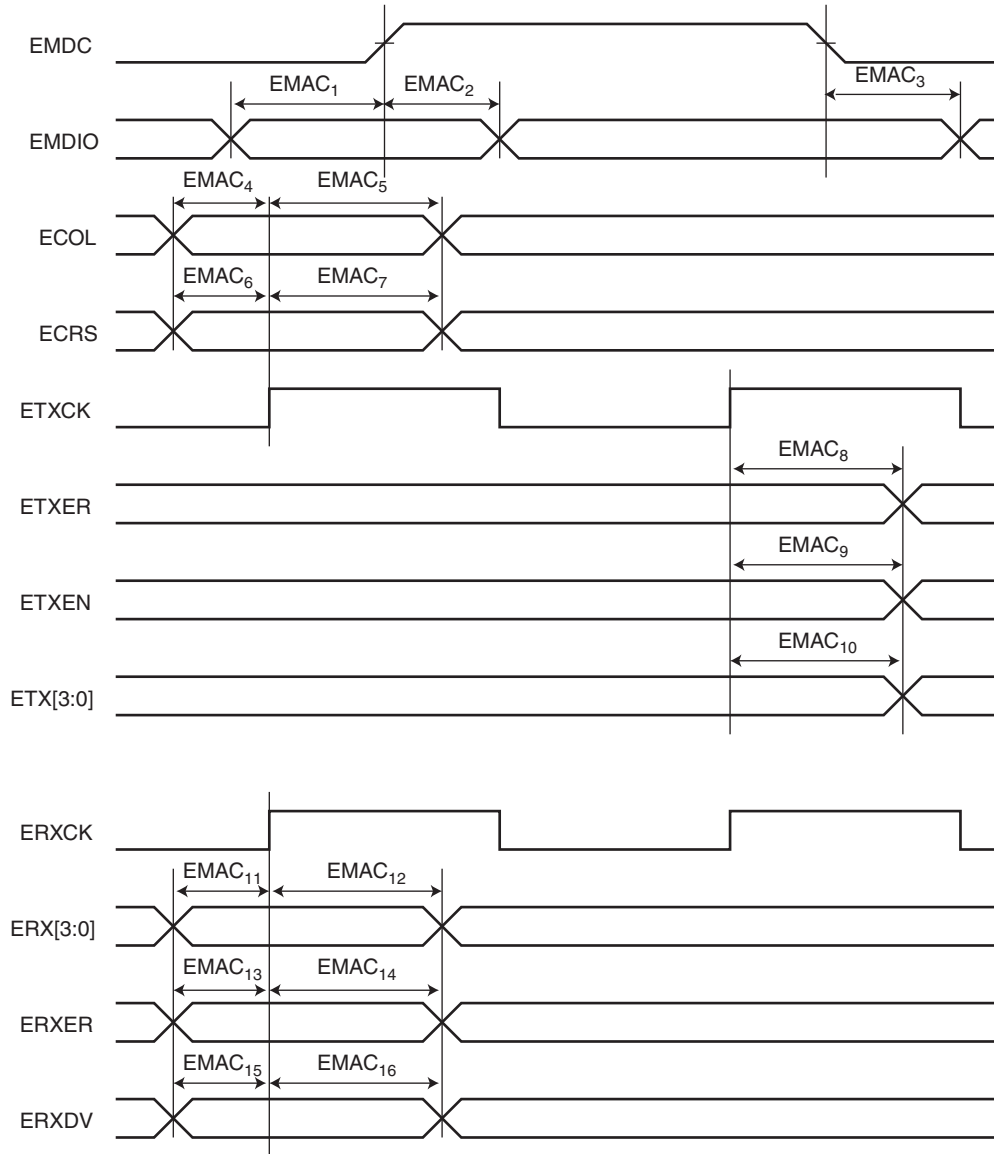 EMDC
EMAC₁ EMAC₂ EMAC₃
EMDIO
EMAC₄ EMAC₅
ECOL
EMAC₆ EMAC₇
ECRS
ETXCK
EMAC₈
ETXER
EMAC₉
ETXEN
EMAC₁₀
ETX[3:0]
ERXCK
EMAC₁₁ EMAC₁₂
ERX[3:0]
EMAC₁₃ EMAC₁₄
ERXER
EMAC₁₅ EMAC₁₆
ERXDV